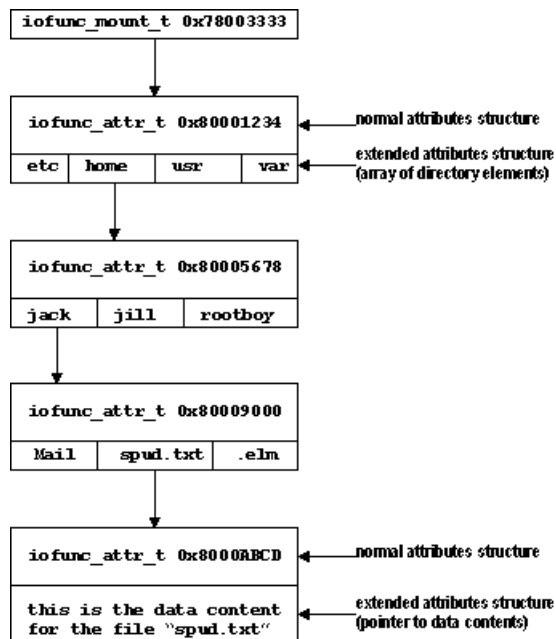 iofunc_mount_t 0x78003333
iofunc_attr_t 0x80001234
normal attributes structure
etc home usr var
extended attributes structure
(array of directory elements)
iofunc_attr_t 0x80005678
jack jill rootboy
iofunc_attr_t 0x80009000
Mail spud.txt .elm
iofunc_attr_t 0x8000ABCD
normal attributes structure
this is the data content
for the file "spud.txt"
extended attributes structure
(pointer to data contents)